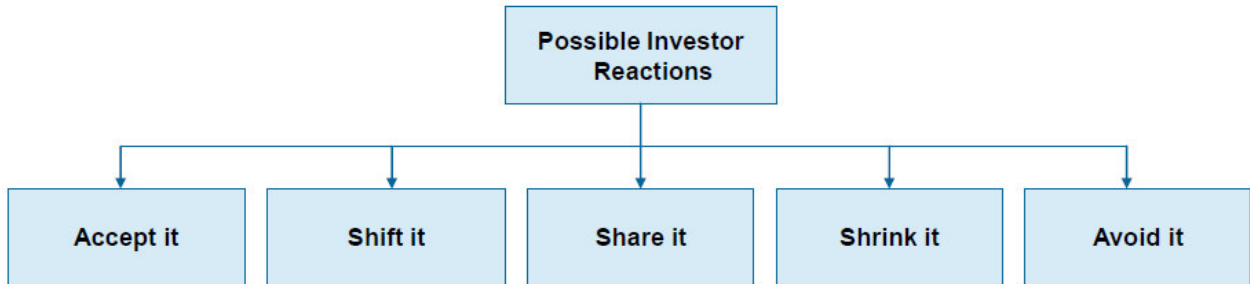 Possible Investor
Reactions
Accept it
Shift it
Share it
Shrink it
Avoid it